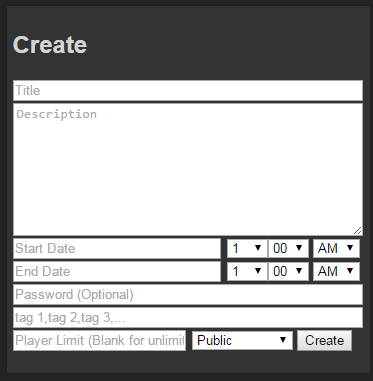 Create
Title
Description
Start Date 1 00 AM
End Date 1 00 AM
Password (Optional)
tag 1,tag 2,tag 3,...
Player Limit (Blank for unlimit Public Create